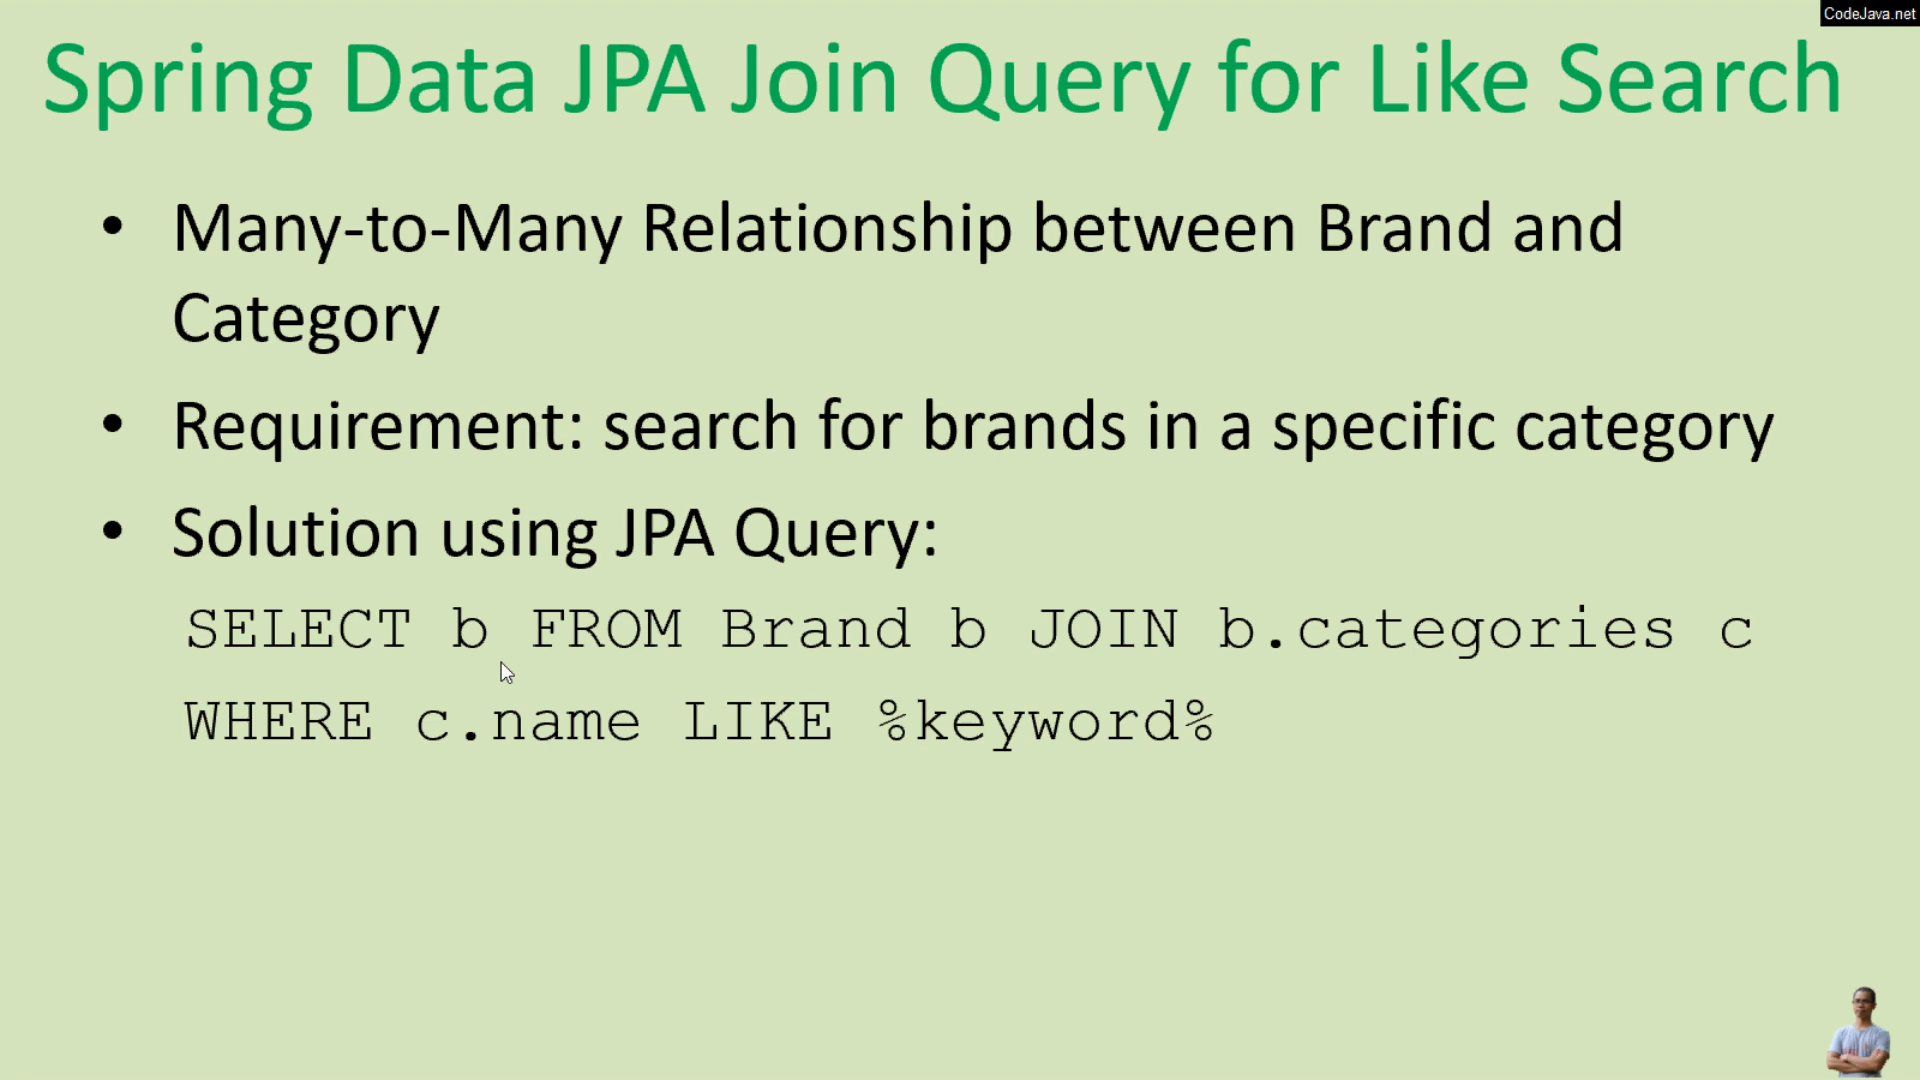 CodeJava.net
Spring Data JPA Join Query for Like Search
• Many-to-Many Relationship between Brand and
Category
• Requirement: search for brands in a specific category
• Solution using JPA Query:
SELECT b FROM Brand b JOIN b.categories c
WHERE c.name LIKE %keyword%